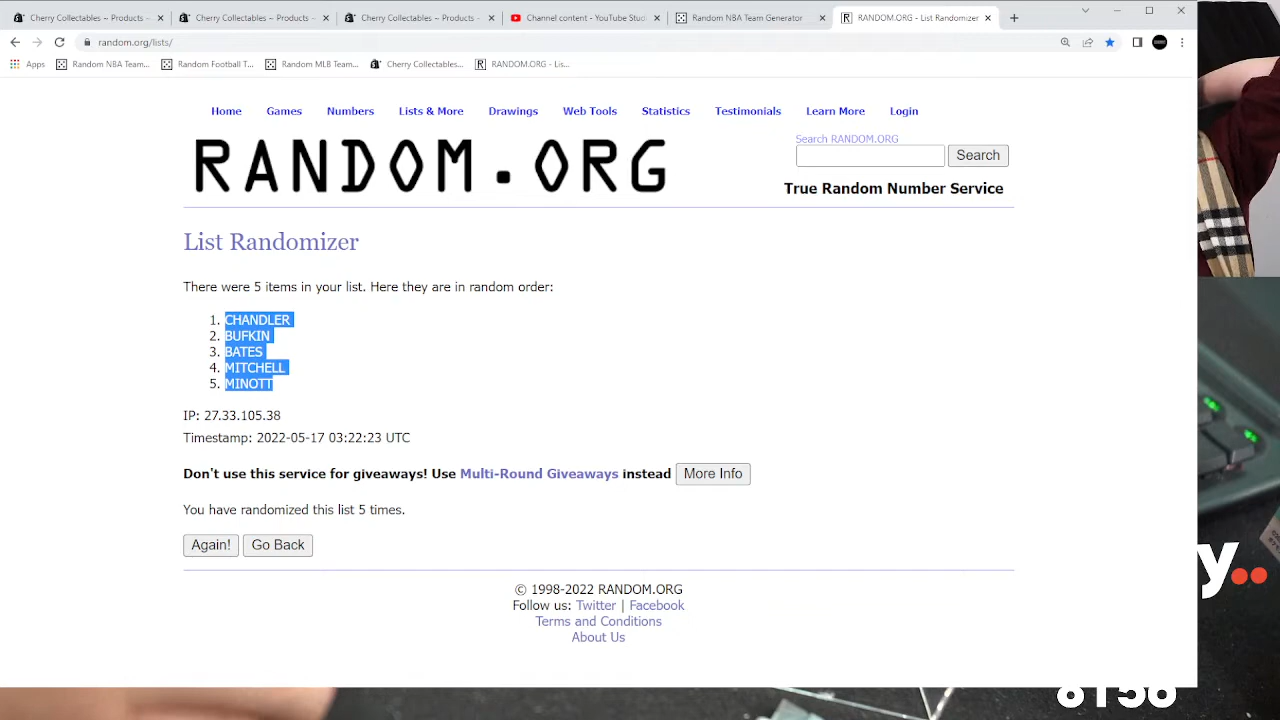 Cherry Collectables ~ Products ~
Cherry Collectables ~ Products ~
Cherry Collectables ~ Products ~
Channel content - YouTube Stud
Random NBA Team Generator
RANDOM.ORG - List Randomizer
random.org/lists/
Apps
Random NBA Team...
Random Football T...
Random MLB Team...
Cherry Collectables...
RANDOM.ORG - Lis...
Home Games Numbers Lists & More Drawings Web Tools Statistics Testimonials Learn More Login
RANDOM.ORG
Search RANDOM.ORG
Search
True Random Number Service
List Randomizer
There were 5 items in your list. Here they are in random order:
1. CHANDLER
2. BUFKIN
3. BATES
4. MITCHELL
5. MINOTT
IP: 27.33.105.38
Timestamp: 2022-05-17 03:22:23 UTC
Don't use this service for giveaways! Use Multi-Round Giveaways instead More Info
You have randomized this list 5 times.
Again! Go Back
© 1998-2022 RANDOM.ORG
Follow us: Twitter | Facebook
Terms and Conditions
About Us
y..
8158